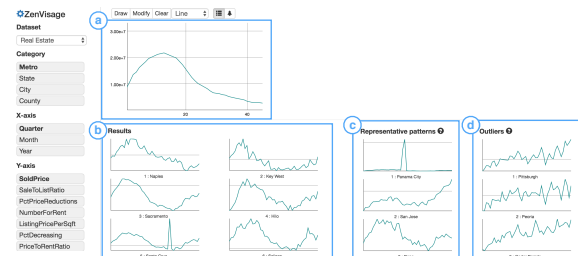 ZenVisage
Dataset
Real Estate
Category
Metro
State
City
County
X-axis
Quarter
Month
Year
Y-axis
SoldPrice
SaleToListRatio
PctPriceReductions
NumberForRent
ListingPricePerSqft
PctDecreasing
PriceToRentRatio
Draw Modify Clear Line
a
3.00e+7
2.00e+7
1.00e+7
20 40
b
Results
1 : Naples
2 : Key West
3 : Sacramento
4 : Hilo
c
Representative patterns
1 : Panama City
2 : San Jose
d
Outliers
1 : Pittsburgh
2 : Peoria